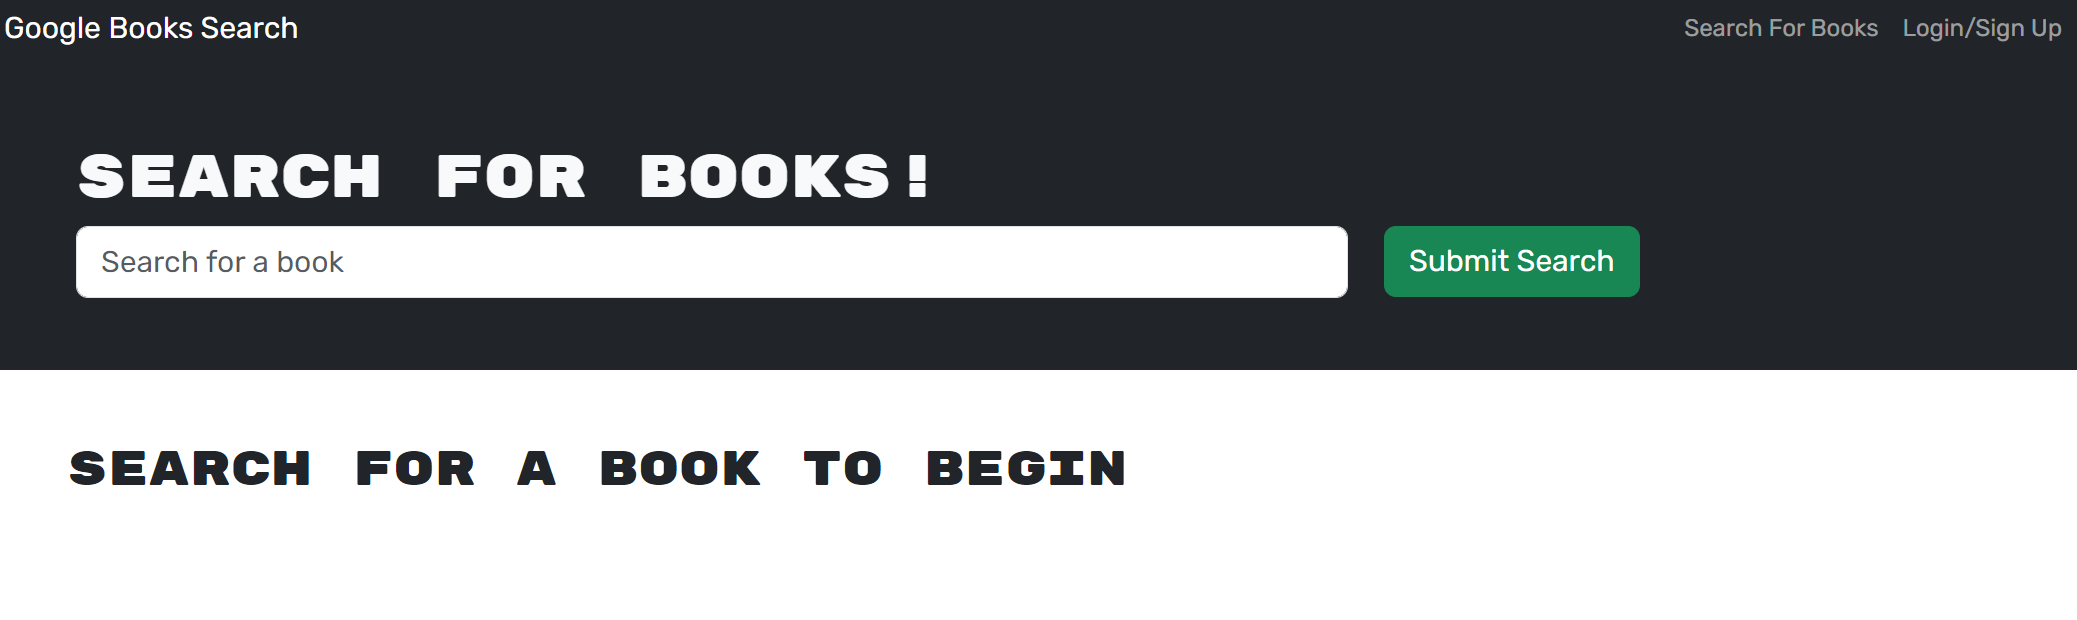 Google Books Search
Search For Books
Login/Sign Up
SEARCH FOR BOOKS!
Search for a book
Submit Search
SEARCH FOR A BOOK TO BEGIN